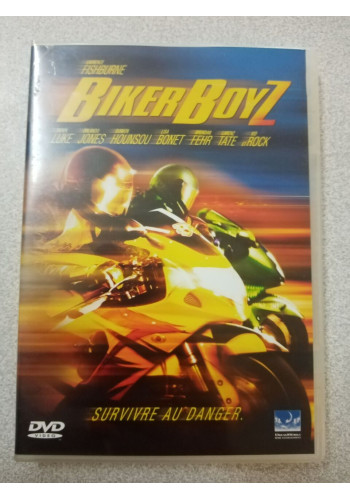 FISHBURNE
BIKER BOYZ
LUKE JONES HOUNSOU BONET FEHR TATE ROCK
SURVIVRE AU DANGER.
DVD
VIDEO